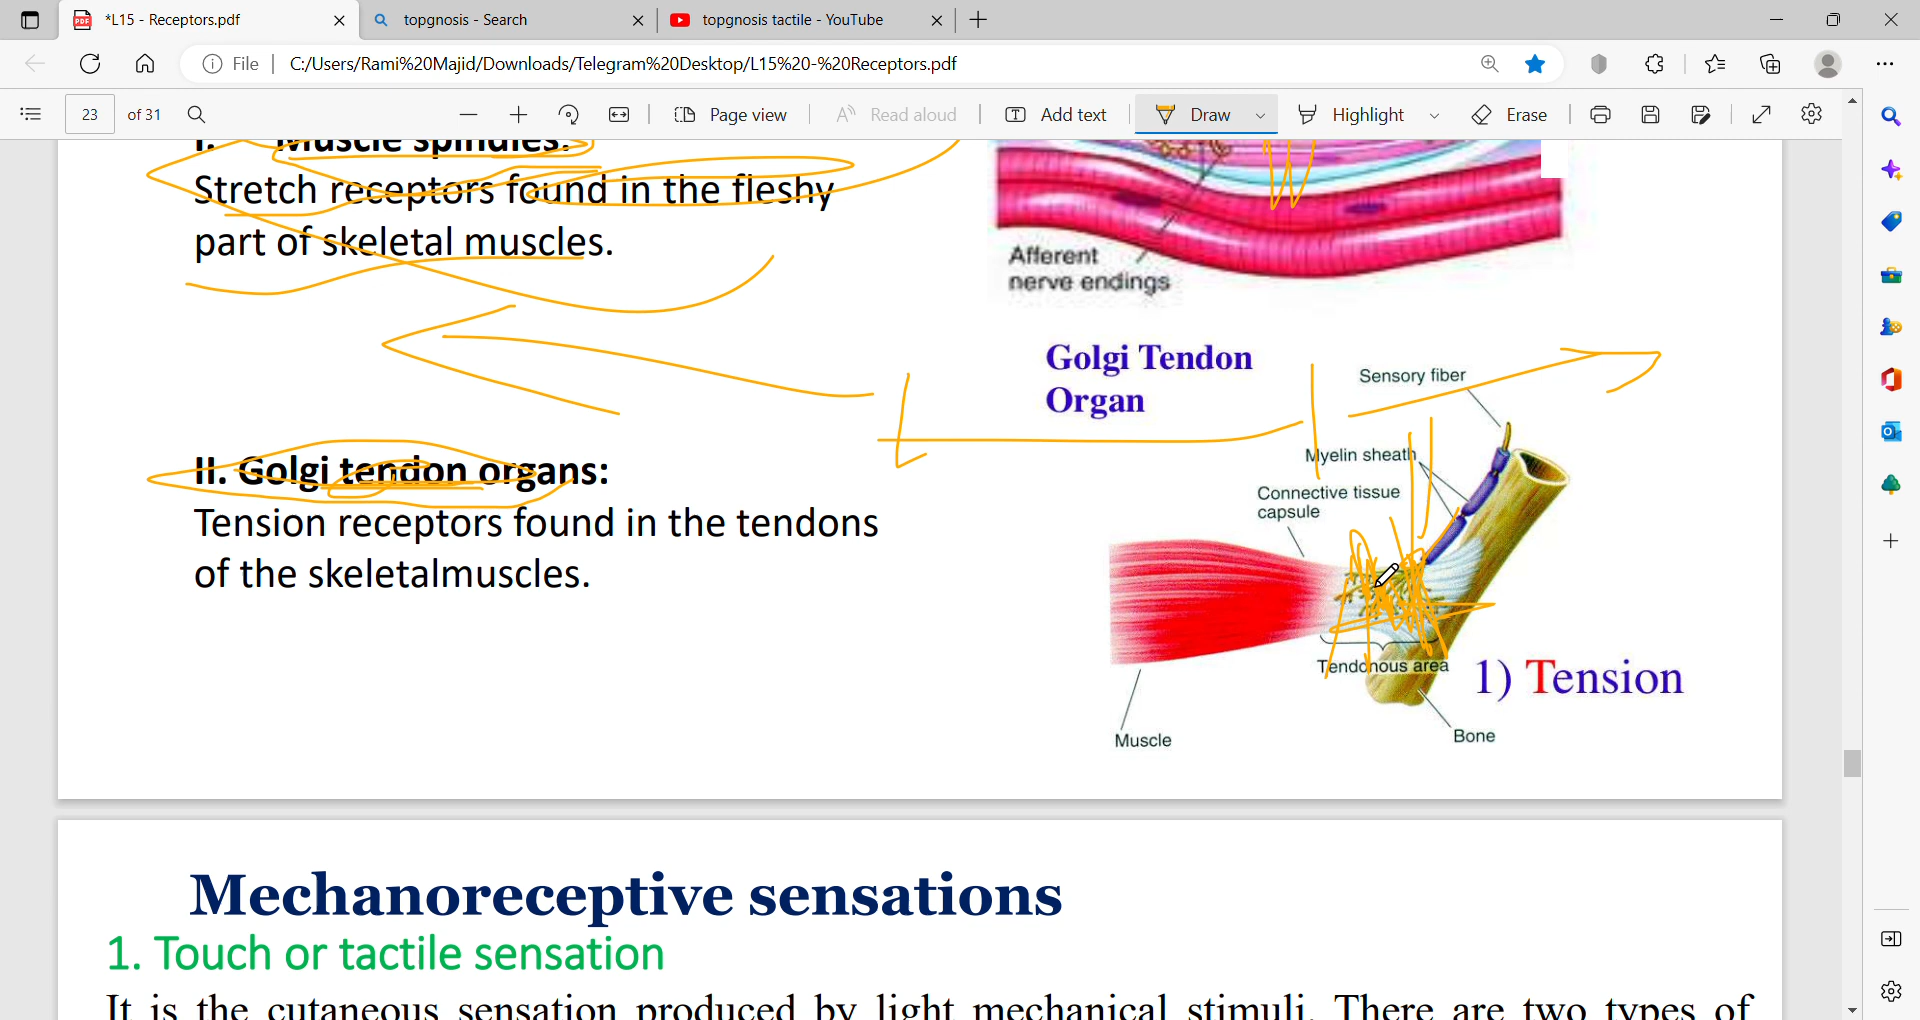 *L15 - Receptors.pdf
topgnosis - Search
topgnosis tactile - YouTube
File
C:/Users/Rami%20Majid/Downloads/Telegram%20Desktop/L15%20-%20Receptors.pdf
23 of 31
Page view
Read aloud
Add text
Draw
Highlight
Erase
I. Muscle spindles:
Stretch receptors found in the fleshy
part of skeletal muscles.
Afferent
nerve endings
Golgi Tendon
Organ
Sensory fiber
Myelin sheath
Connective tissue
capsule
II. Golgi tendon organs:
Tension receptors found in the tendons
of the skeletalmuscles.
Tendonous area
1) Tension
Muscle
Bone
Mechanoreceptive sensations
1. Touch or tactile sensation
It is the cutaneous sensation produced by light mechanical stimuli. There are two types of